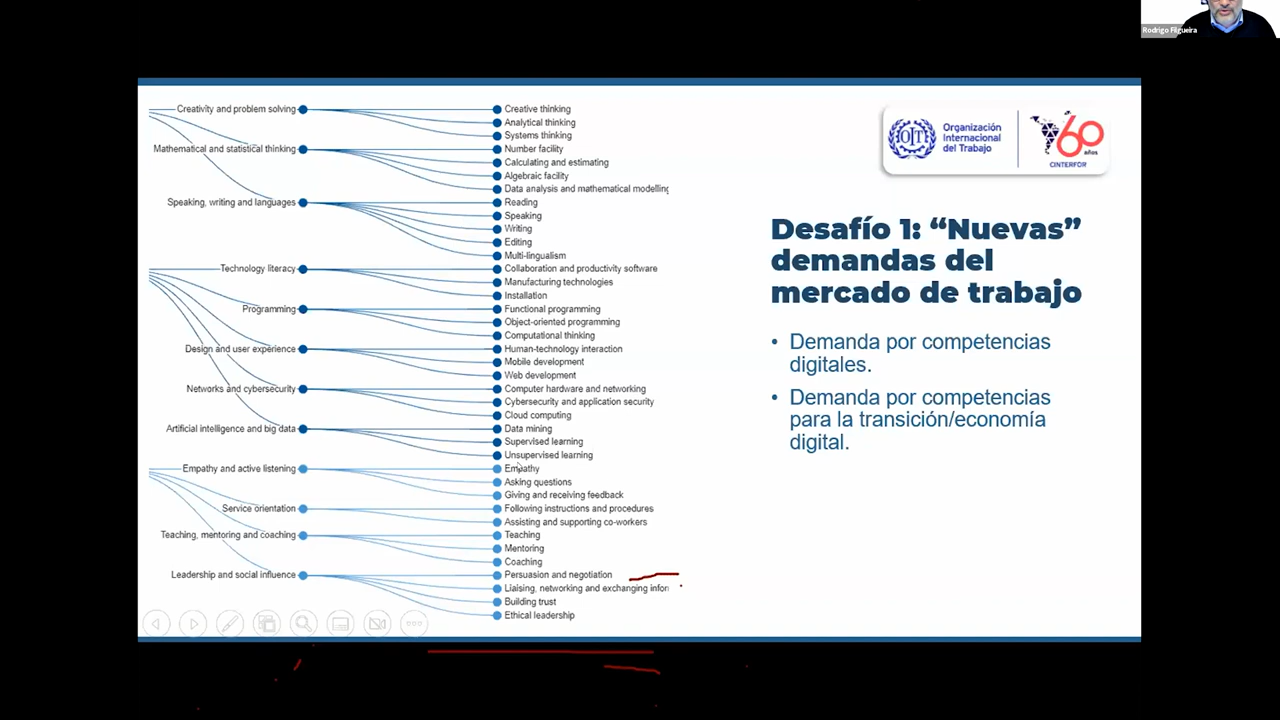 Rodrigo Filgueira
Creativity and problem solving
Creative thinking
Analytical thinking
Systems thinking
Mathematical and statistical thinking
Number facility
Calculating and estimating
Algebraic facility
Data analysis and mathematical modelling
Speaking, writing and languages
Reading
Speaking
Writing
Editing
Multi-lingualism
Technology literacy
Collaboration and productivity software
Manufacturing technologies
Installation
Programming
Functional programming
Object-oriented programming
Computational thinking
Design and user experience
Human-technology interaction
Mobile development
Web development
Networks and cybersecurity
Computer hardware and networking
Cybersecurity and application security
Cloud computing
Artificial intelligence and big data
Data mining
Supervised learning
Unsupervised learning
Empathy and active listening
Empathy
Asking questions
Giving and receiving feedback
Service orientation
Following instructions and procedures
Assisting and supporting co-workers
Teaching, mentoring and coaching
Teaching
Mentoring
Coaching
Leadership and social influence
Persuasion and negotiation
Liaising, networking and exchanging infor
Building trust
Ethical leadership
OIT
Organización
Internacional
del Trabajo
60
años
CINTERFOR
Desafío 1: “Nuevas”
demandas del
mercado de trabajo
• Demanda por competencias
digitales.
• Demanda por competencias
para la transición/economía
digital.